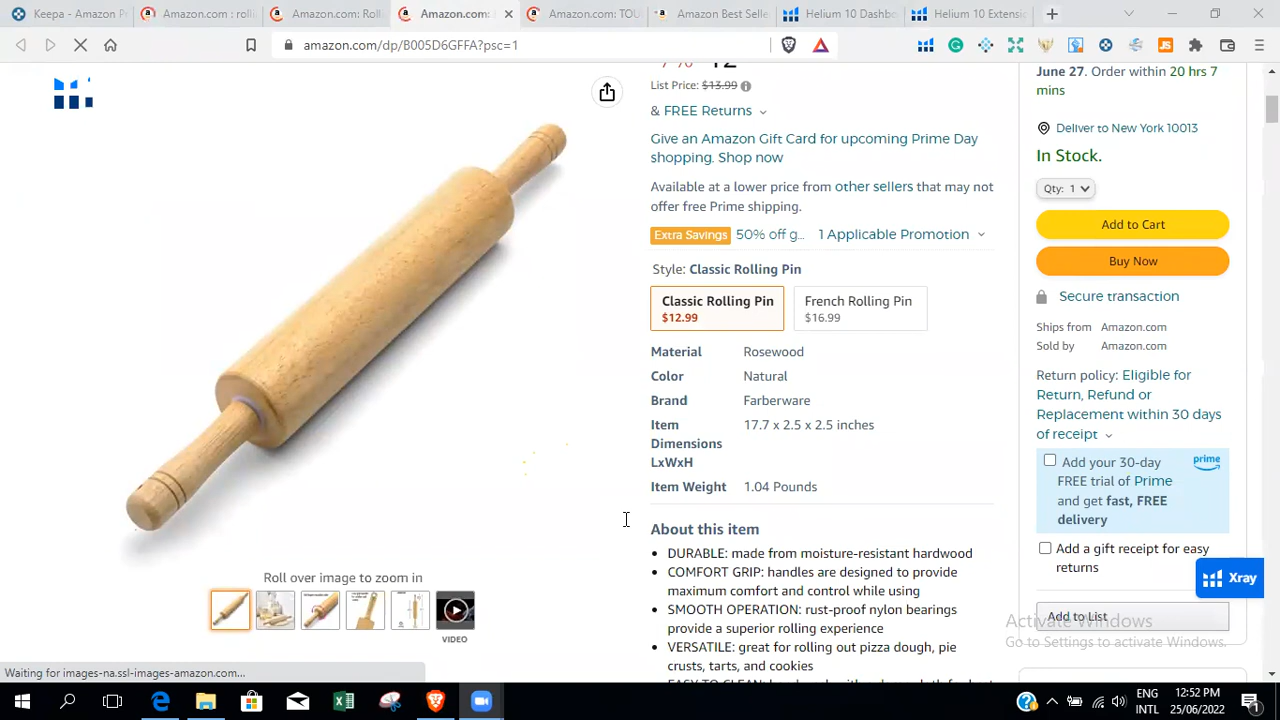 Keepa - Amazon P
Amazon.com : rolli
Amazon.com: Roll
Amazon.com:
Amazon.com: TOU
Amazon Best Selle
Helium 10 Dashbo
Helium 10 Extensio
amazon.com/dp/B005D6GFFA?psc=1
List Price: $13.99
& FREE Returns
Give an Amazon Gift Card for upcoming Prime Day
shopping. Shop now
Available at a lower price from other sellers that may not
offer free Prime shipping.
Extra Savings 50% off g... 1 Applicable Promotion
Style: Classic Rolling Pin
Classic Rolling Pin
$12.99
French Rolling Pin
$16.99
Material Rosewood
Color Natural
Brand Farberware
Item 17.7 x 2.5 x 2.5 inches
Dimensions
LxWxH
Item Weight 1.04 Pounds
About this item
DURABLE: made from moisture-resistant hardwood
COMFORT GRIP: handles are designed to provide
maximum comfort and control while using
SMOOTH OPERATION: rust-proof nylon bearings
provide a superior rolling experience
VERSATILE: great for rolling out pizza dough, pie
crusts, tarts, and cookies
Roll over image to zoom in
VIDEO
June 27. Order within 20 hrs 7
mins
Deliver to New York 10013
In Stock.
Qty: 1
Add to Cart
Buy Now
Secure transaction
Ships from Amazon.com
Sold by Amazon.com
Return policy: Eligible for
Return, Refund or
Replacement within 30 days
of receipt
Add your 30-day prime
FREE trial of Prime
and get fast, FREE
delivery
Add a gift receipt for easy
returns
Xray
Add to List
Activate Windows
Go to Settings to activate Windows.
Waiting for images-na.ssl-images-amazon.com...
ENG
INTL
12:52 PM
25/06/2022